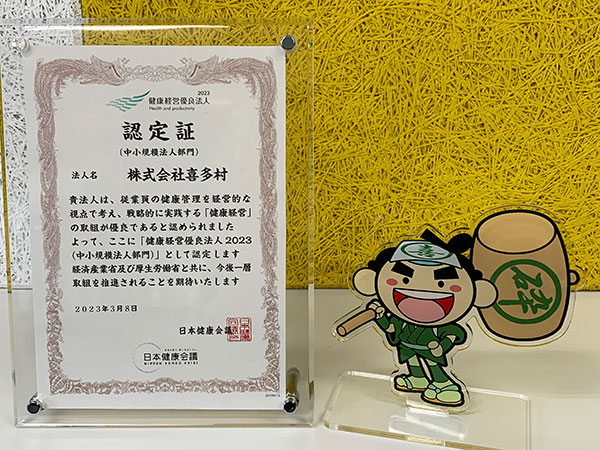 2023
健康経営優良法人
Health and productivity
認定証
(中小規模法人部門)
法人名 株式会社喜多村
貴法人は、従業員の健康管理を経営的な
視点で考え、戦略的に実践する「健康経営」
の取組が優良であると認められました
よって、ここに「健康経営優良法人2023
(中小規模法人部門)」として認定します
経済産業省及び厚生労働省と共に、今後一層
取組を推進されることを期待いたします
2023年3月8日
日本健康会議
日本健康会議
NIPPON KENKO KAIGI